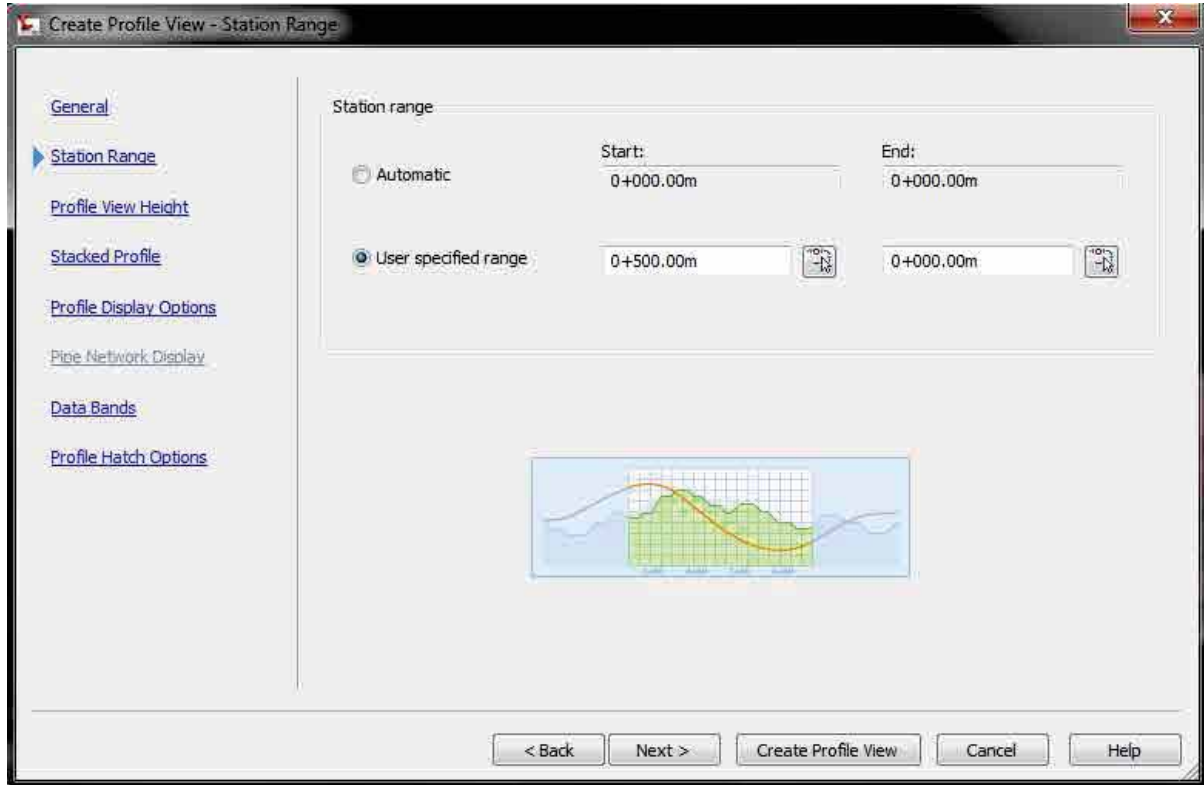 Create Profile View - Station Range
General
Station Range
Profile View Height
Stacked Profile
Profile Display Options
Pipe Network Display
Data Bands
Profile Hatch Options
Station range
Start:
End:
Automatic
0+000.00m
0+000.00m
User specified range
0+500.00m
0+000.00m
< Back
Next >
Create Profile View
Cancel
Help